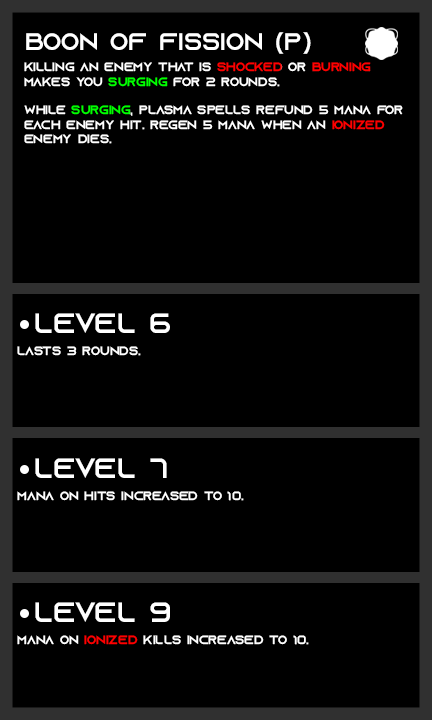 BOON OF FISSION (P)
KILLING AN ENEMY THAT IS SHOCKED OR BURNING
MAKES YOU SURGING FOR 2 ROUNDS.
WHILE SURGING, PLASMA SPELLS REFUND 5 MANA FOR
EACH ENEMY HIT. REGEN 5 MANA WHEN AN IONIZED
ENEMY DIES.
•LEVEL 6
LASTS 3 ROUNDS.
•LEVEL 7
MANA ON HITS INCREASED TO 10.
•LEVEL 9
MANA ON IONIZED KILLS INCREASED TO 10.